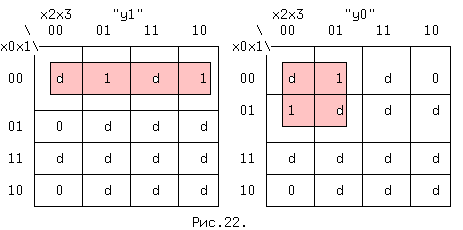 x2x3 "y1" x2x3 "y0"
\ 00 01 11 10 \ 00 01 11 10
x0x1\ x0x1\
00 d 1 d 1 00 d 1 d 0
01 0 d d d 01 1 d d d
11 d d d d 11 d d d d
10 0 d d d 10 0 d d d
Рис.22.